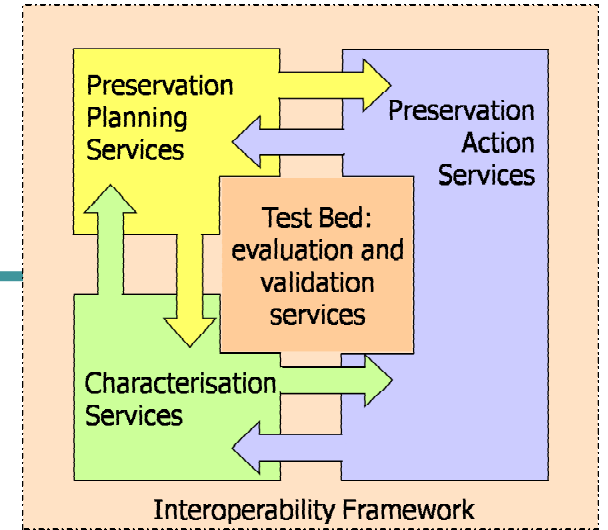 Preservation
Planning
Services
Preservation
Action
Services
Test Bed:
evaluation and
validation
services
Characterisation
Services
Interoperability Framework